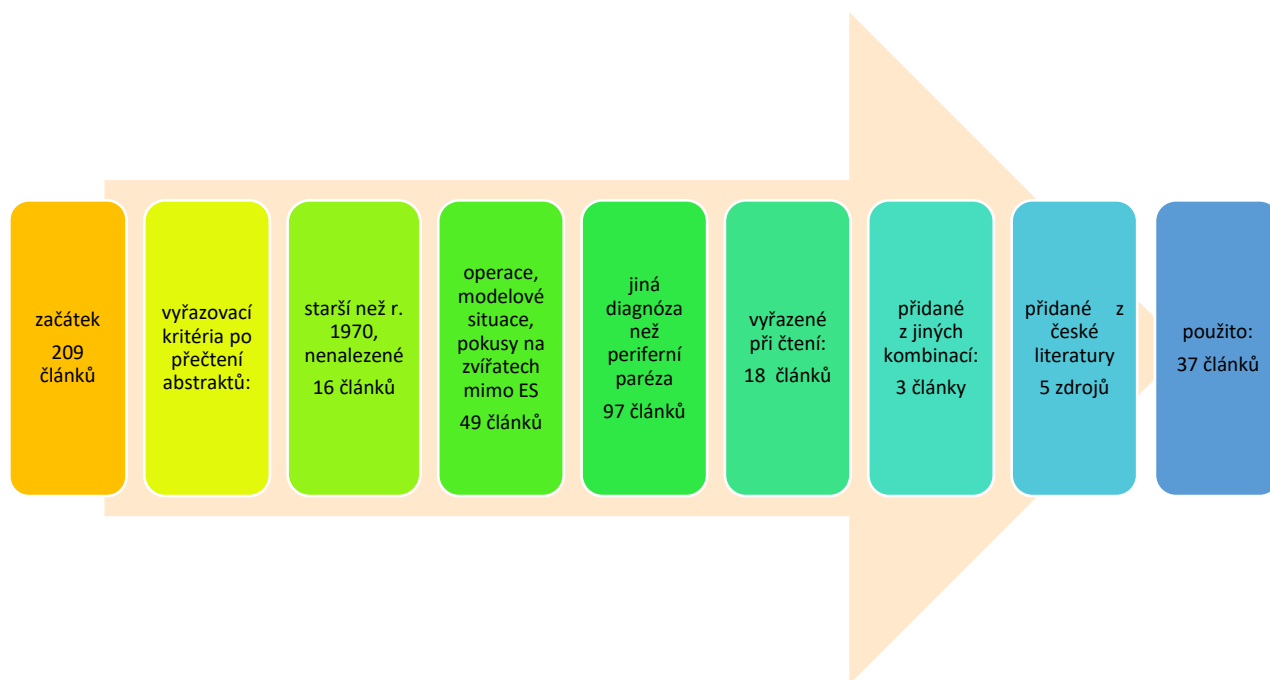 začátek
209
článků
vyřazovací
kritéria po
přečtení
abstraktů:
starší než r.
1970,
nenalezené
16 článků
operace,
modelové
situace,
pokusy na
zvířatech
mimo ES
49 článků
jiná
diagnóza
než
periferní
paréza
97 článků
vyřazené
při čtení:
18 článků
přidané
z jiných
kombinací:
3 články
přidané z
české
literatury
5 zdrojů
použito:
37 článků